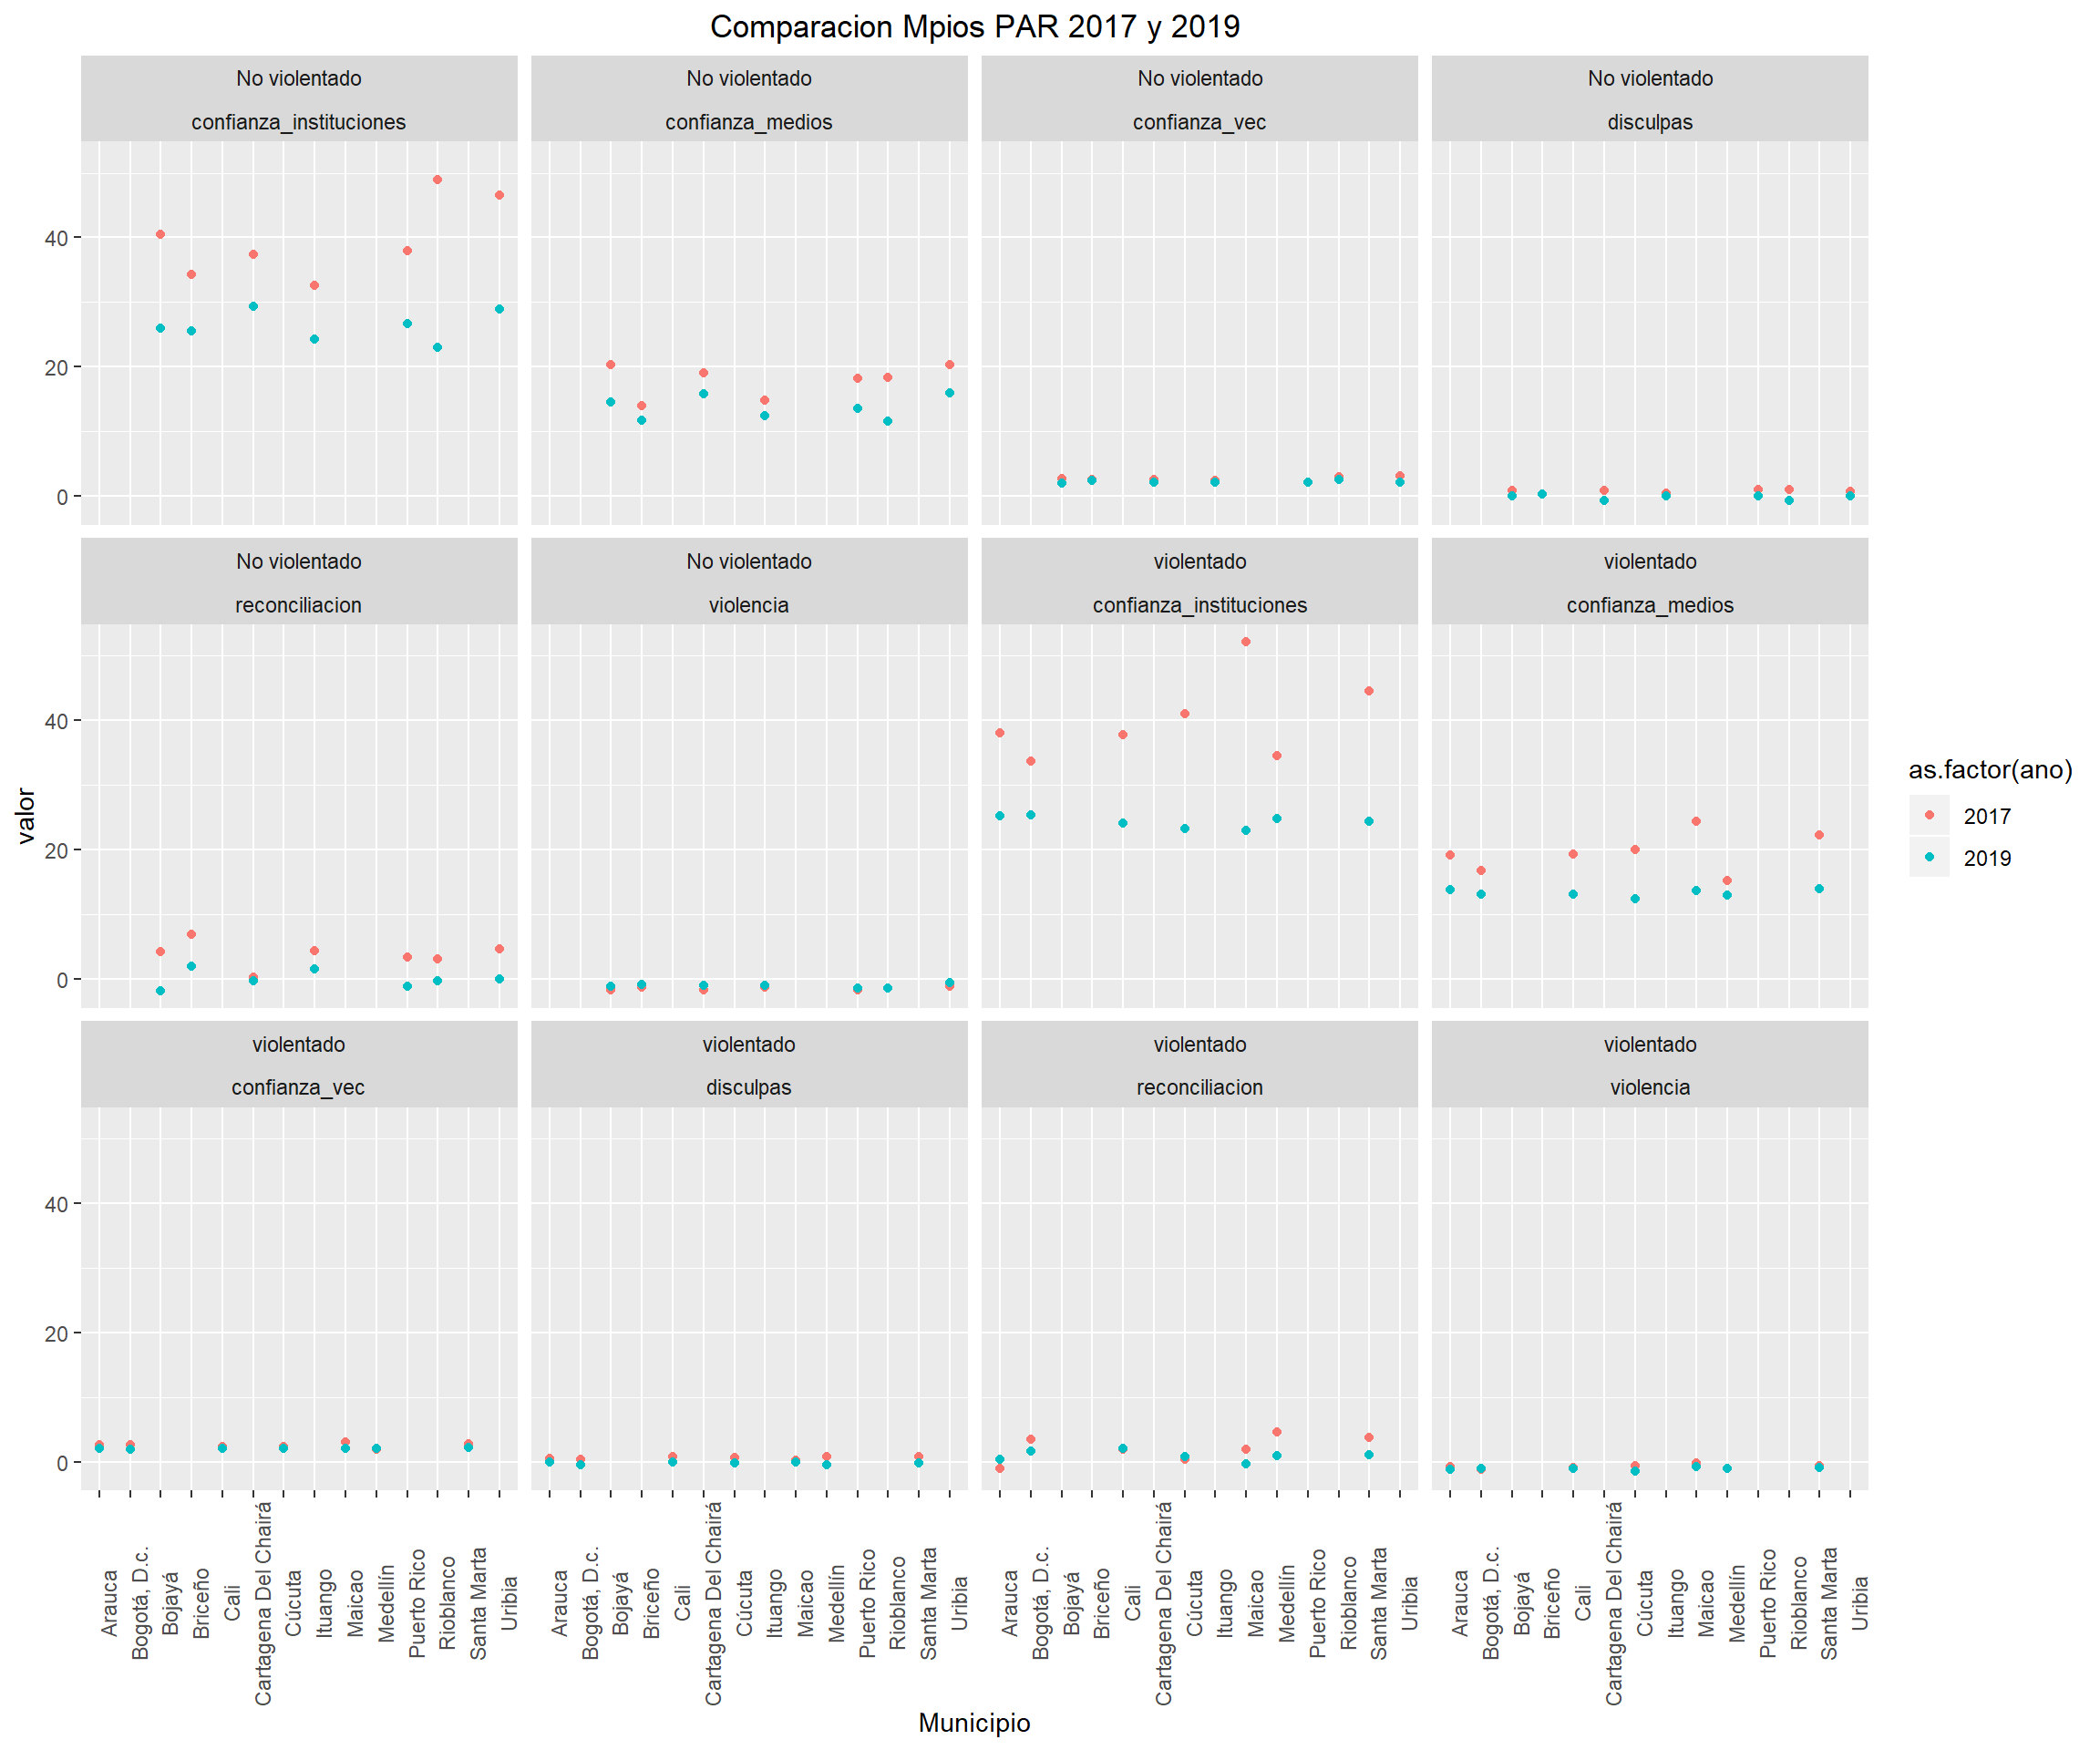 Comparacion Mpios PAR 2017 y 2019
No violentado
confianza_instituciones
No violentado
confianza_medios
No violentado
confianza_vec
No violentado
disculpas
40
20
0
No violentado
reconciliacion
No violentado
violencia
violentado
confianza_instituciones
violentado
confianza_medios
40
20
0
valor
as.factor(ano)
2017
2019
violentado
confianza_vec
violentado
disculpas
violentado
reconciliacion
violentado
violencia
40
20
0
Arauca
Bogotá, D.c.
Bojayá
Briceño
Cali
Cartagena Del Chairá
Cúcuta
Ituango
Maicao
Medellín
Puerto Rico
Rioblanco
Santa Marta
Uribia
Arauca
Bogotá, D.c.
Bojayá
Briceño
Cali
Cartagena Del Chairá
Cúcuta
Ituango
Maicao
Medellín
Puerto Rico
Rioblanco
Santa Marta
Uribia
Arauca
Bogotá, D.c.
Bojayá
Briceño
Cali
Cartagena Del Chairá
Cúcuta
Ituango
Maicao
Medellín
Puerto Rico
Rioblanco
Santa Marta
Uribia
Arauca
Bogotá, D.c.
Bojayá
Briceño
Cali
Cartagena Del Chairá
Cúcuta
Ituango
Maicao
Medellín
Puerto Rico
Rioblanco
Santa Marta
Uribia
Municipio